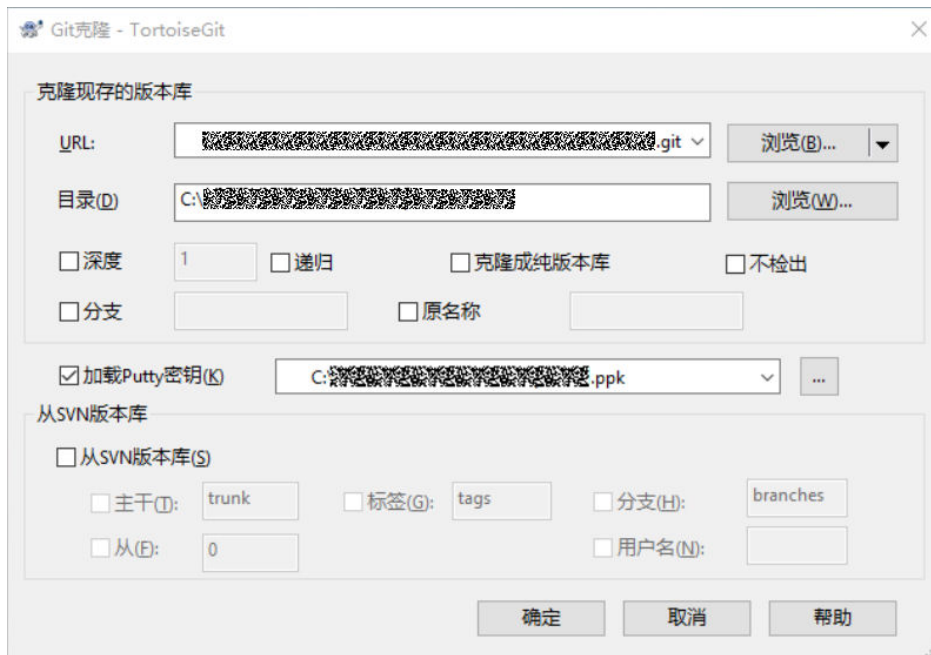 Git克隆 - TortoiseGit
克隆现存的版本库
URL: .git 浏览(B)...
目录(D) C:\ 浏览(W)...
深度 1 递归 克隆成纯版本库 不检出
分支 原名称
加载Putty密钥(K) C: .ppk ...
从SVN版本库
从SVN版本库(S)
主干(T): trunk 标签(G): tags 分支(H): branches
从(F): 0 用户名(N):
确定 取消 帮助